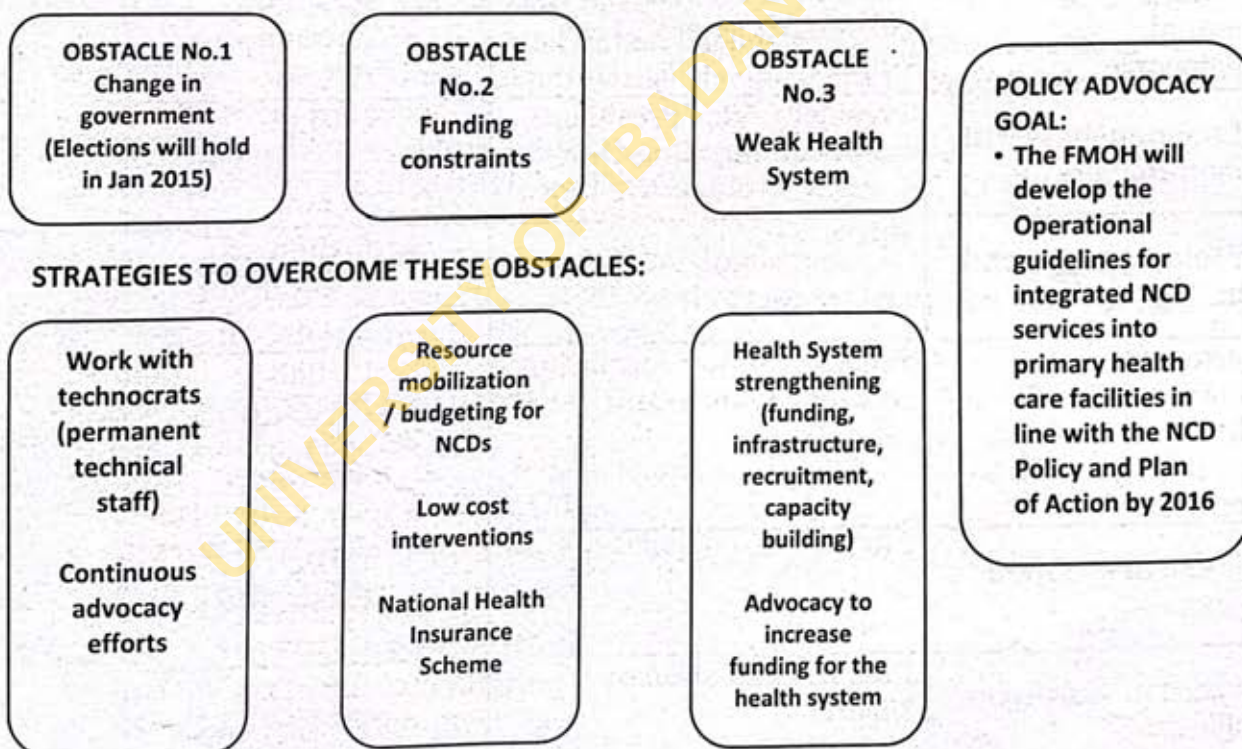 OBSTACLE No.1
Change in
government
(Elections will hold
in Jan 2015)
OBSTACLE
No.2
Funding
constraints
OBSTACLE
No.3
Weak Health
System
POLICY ADVOCACY
GOAL:
• The FMOH will
develop the
Operational
guidelines for
integrated NCD
services into
primary health
care facilities in
line with the NCD
Policy and Plan
of Action by 2016
STRATEGIES TO OVERCOME THESE OBSTACLES:
Work with
technocrats
(permanent
technical
staff)
Continuous
advocacy
efforts
Resource
mobilization
/ budgeting for
NCDs
Low cost
interventions
National Health
Insurance
Scheme
Health System
strengthening
(funding,
infrastructure,
recruitment,
capacity
building)
Advocacy to
increase
funding for the
health system
UNIVERSITY OF IBADAN